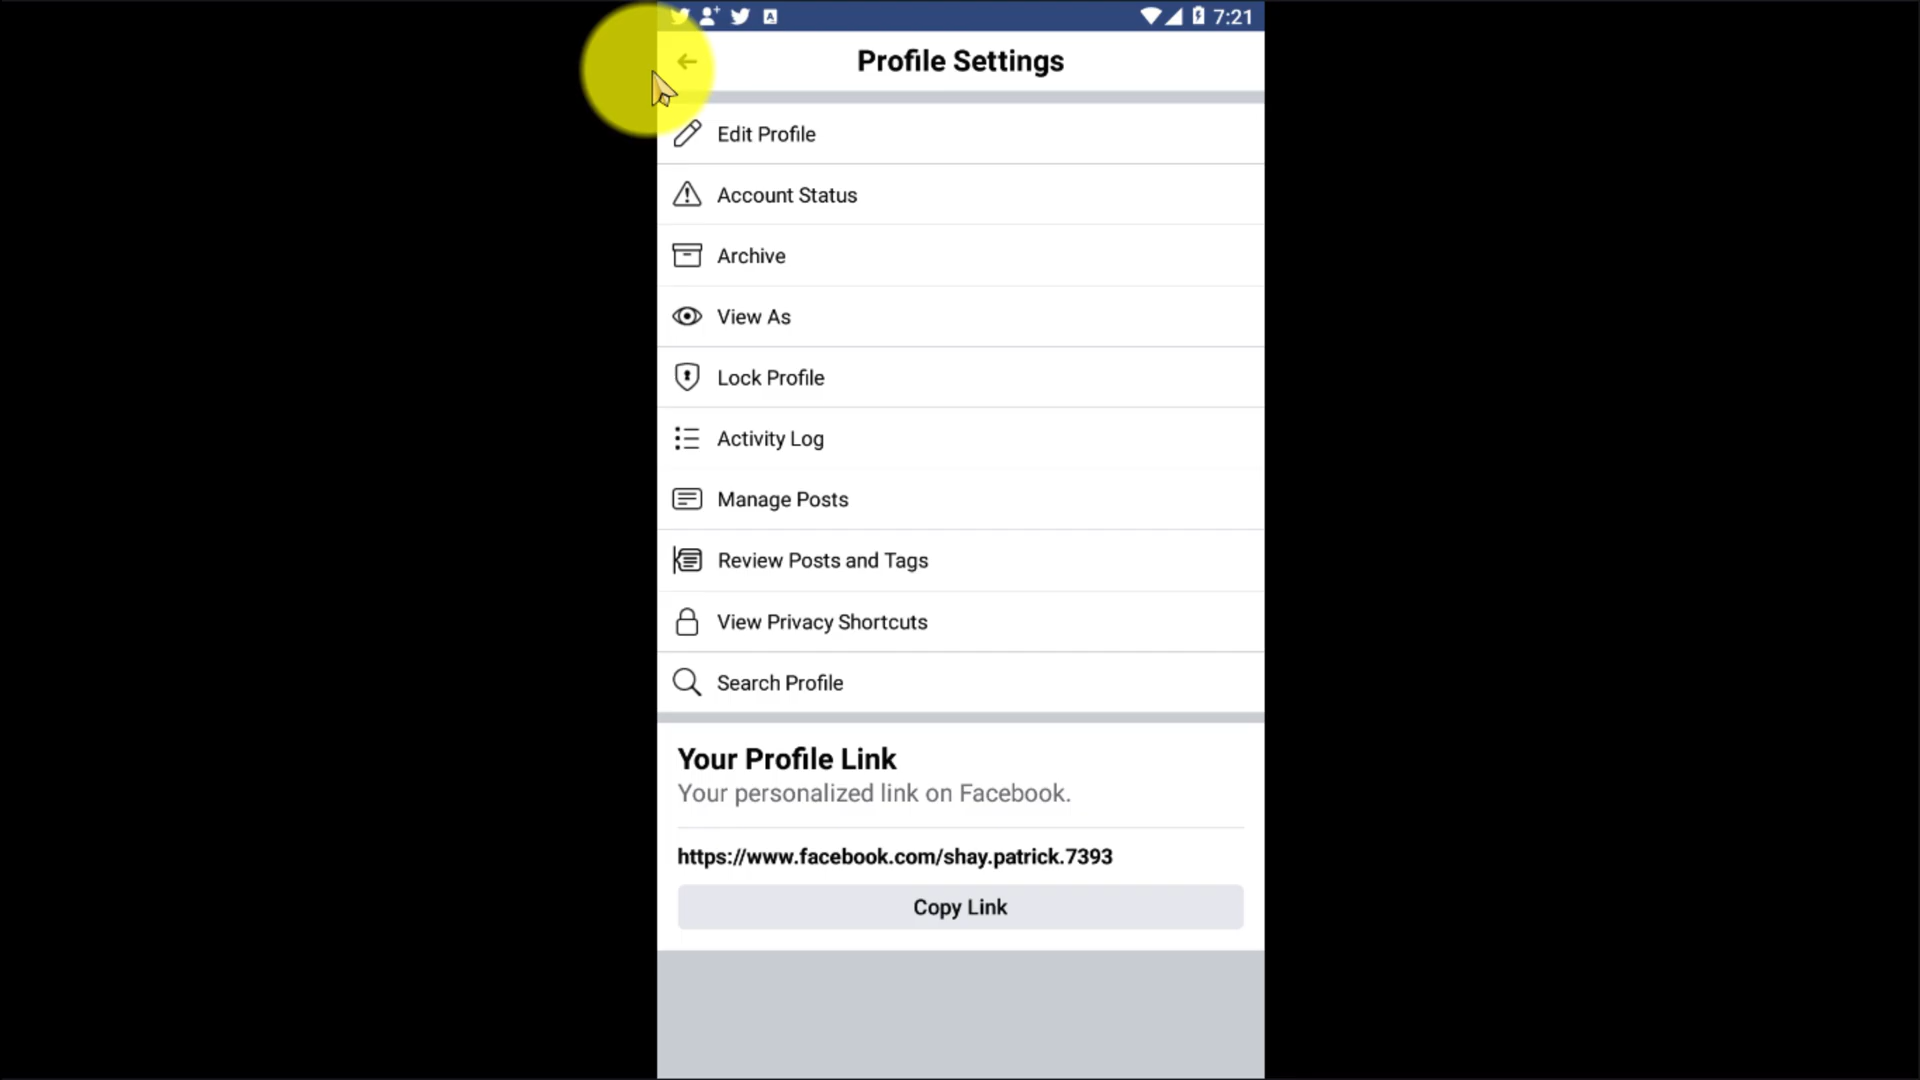 7:21
Profile Settings
Edit Profile
Account Status
Archive
View As
Lock Profile
Activity Log
Manage Posts
Review Posts and Tags
View Privacy Shortcuts
Search Profile
Your Profile Link
Your personalized link on Facebook.
https://www.facebook.com/shay.patrick.7393
Copy Link